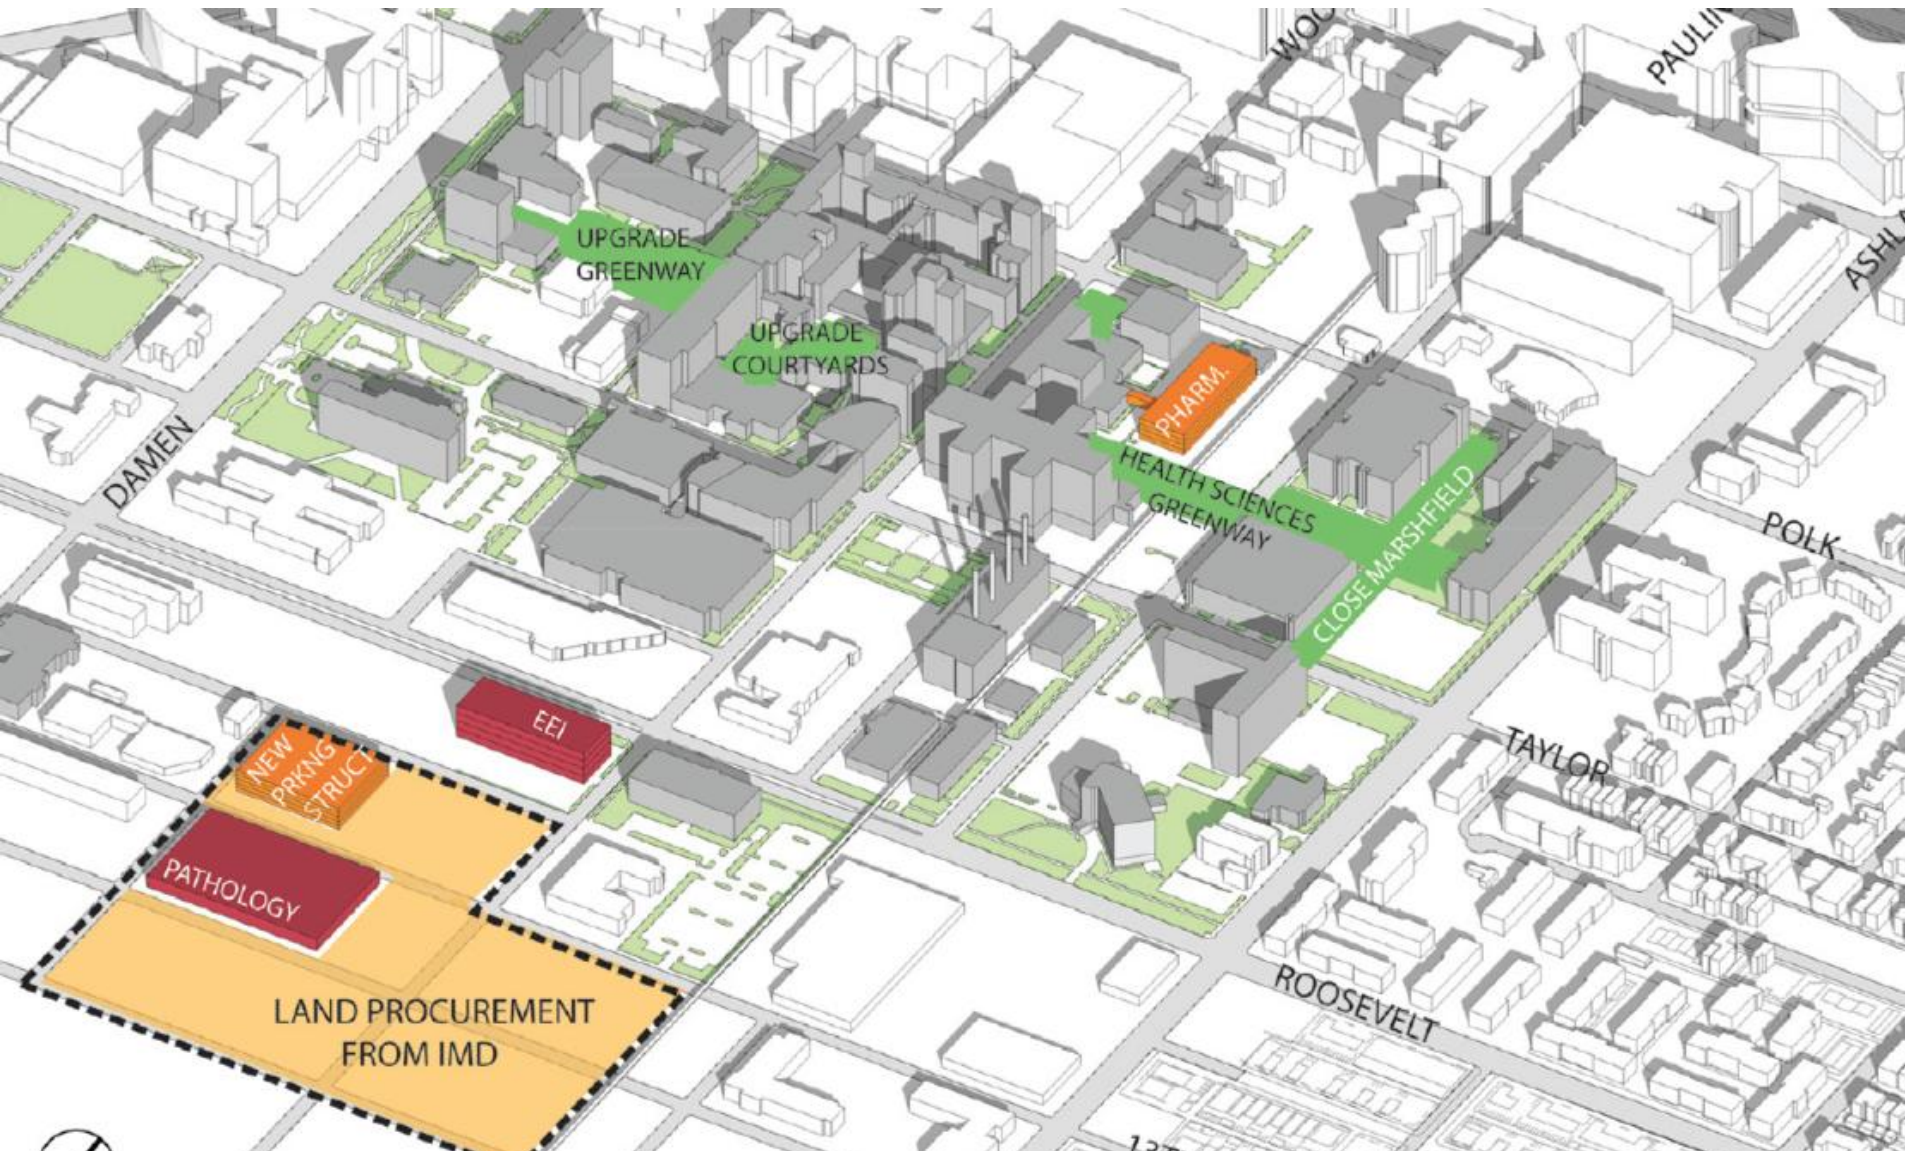 UPGRADE
GREENWAY
UPGRADE
COURTYARDS
PHARM.
HEALTH SCIENCES
GREENWAY
CLOSE MARSHFIELD
DAMEN
POLK
TAYLOR
ROOSEVELT
EEI
NEW
PRKNG
STRUCT
PATHOLOGY
LAND PROCUREMENT
FROM IMD